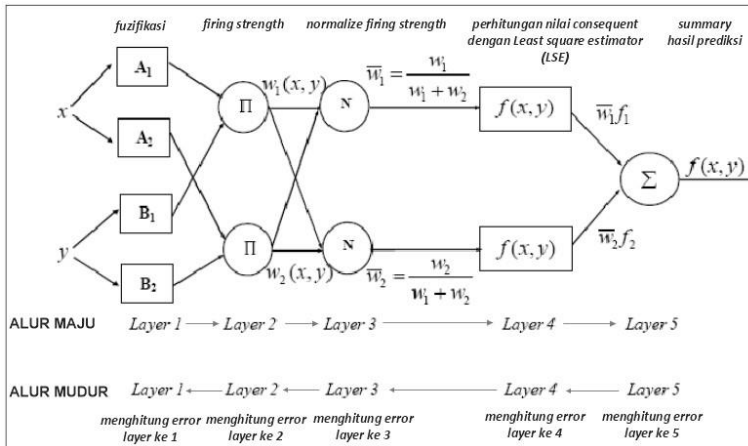 fuzifikasi
firing strength
normalize firing strength
perhitungan nilai consequent
dengan Least square estimator
(LSE)
summary
hasil prediksi
A₁
A₂
B₁
B₂
x
y
Π
Π
w₁(x, y)
w₂(x, y)
N
N
w̅₁ = w₁ / (w₁ + w₂)
w̅₂ = w₂ / (w₁ + w₂)
f(x, y)
f(x, y)
w̅₁f₁
w̅₂f₂
Σ
f(x, y)
ALUR MAJU Layer 1 Layer 2 Layer 3 Layer 4 Layer 5
ALUR MUDUR Layer 1 Layer 2 Layer 3 Layer 4 Layer 5
menghitung error
layer ke 1
menghitung error
layer ke 2
menghitung error
layer ke 3
menghitung error
layer ke 4
menghitung error
layer ke 5